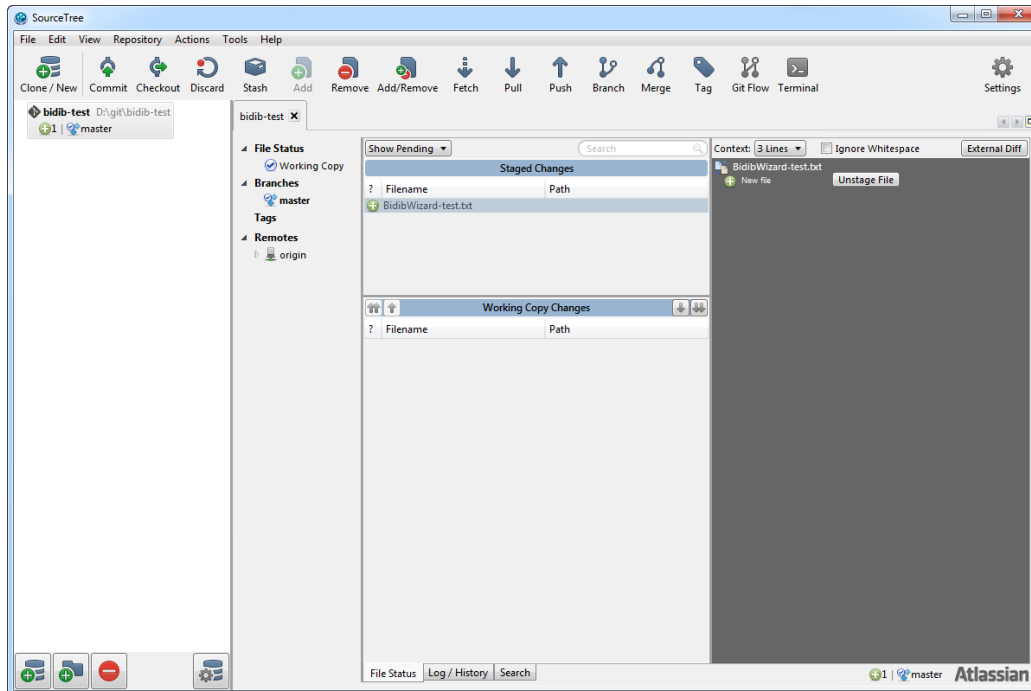 SourceTree
File Edit View Repository Actions Tools Help
Clone / New Commit Checkout Discard Stash Add Remove Add/Remove Fetch Pull Push Branch Merge Tag Git Flow Terminal Settings
bidib-test D:\git\bidib-test
1 | master
bidib-test
File Status
Working Copy
Branches
master
Tags
Remotes
origin
Show Pending Search
Staged Changes
? Filename Path
BidibWizard-test.txt
Working Copy Changes
? Filename Path
Context: 3 Lines Ignore Whitespace External Diff
BidibWizard-test.txt
New file Unstage File
File Status Log / History Search
1 | master Atlassian